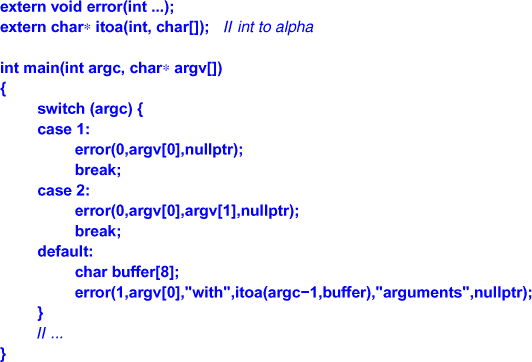 extern void error(int ...);
extern char∗ itoa(int, char[]); // int to alpha
int main(int argc, char∗ argv[])
{
switch (argc) {
case 1:
error(0,argv[0],nullptr);
break;
case 2:
error(0,argv[0],argv[1],nullptr);
break;
default:
char buffer[8];
error(1,argv[0],"with",itoa(argc−1,buffer),"arguments",nullptr);
}
// ...
}